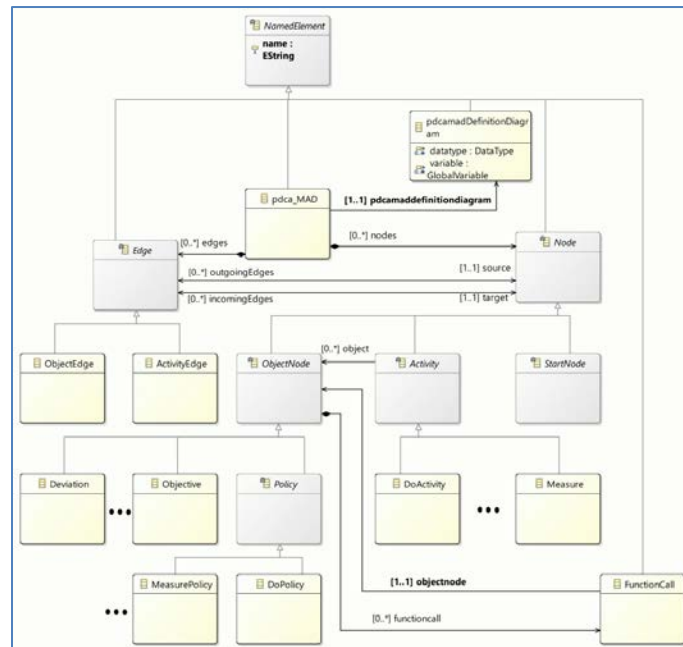 NamedElement
name :
EString
pdcamadDefinitionDiagr
am
datatype : DataType
variable :
GlobalVariable
pdca_MAD
[1..1] pdcamaddefinitiondiagram
[0..*] edges
[0..*] nodes
Edge
Node
[0..*] outgoingEdges
[1..1] source
[0..*] incomingEdges
[1..1] target
ObjectEdge
ActivityEdge
ObjectNode
[0..*] object
Activity
StartNode
Deviation
Objective
Policy
DoActivity
Measure
MeasurePolicy
DoPolicy
[1..1] objectnode
FunctionCall
[0..*] functioncall